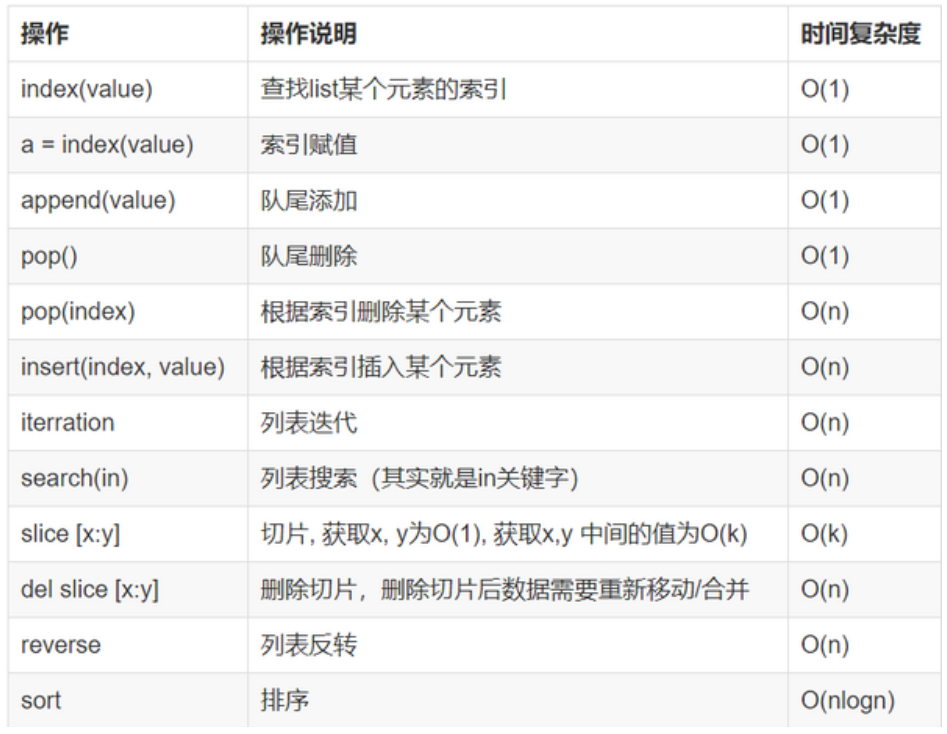 操作 操作说明 时间复杂度
index(value) 查找list某个元素的索引 O(1)
a = index(value) 索引赋值 O(1)
append(value) 队尾添加 O(1)
pop() 队尾删除 O(1)
pop(index) 根据索引删除某个元素 O(n)
insert(index, value) 根据索引插入某个元素 O(n)
iterration 列表迭代 O(n)
search(in) 列表搜索（其实就是in关键字） O(n)
slice [x:y] 切片, 获取x, y为O(1), 获取x,y 中间的值为O(k) O(k)
del slice [x:y] 删除切片，删除切片后数据需要重新移动/合并 O(n)
reverse 列表反转 O(n)
sort 排序 O(nlogn)